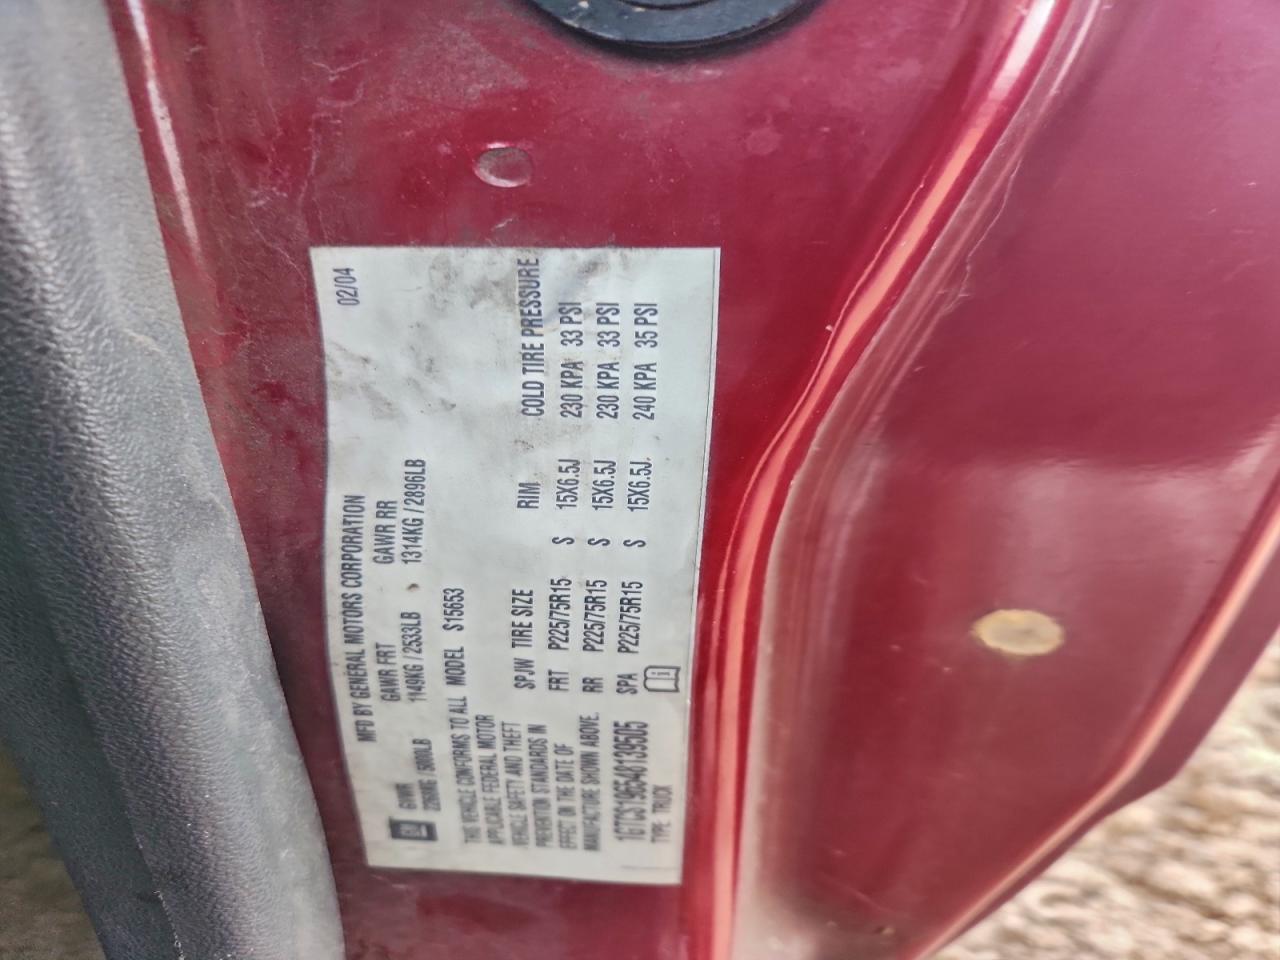 MFD BY GENERAL MOTORS CORPORATION 02/04
GM GVWR GAWR FRT GAWR RR
/5000LB 1149KG / 2533LB 1314KG / 2896LB
THIS VEHICLE CONFORMS TO ALL MODEL S15653
APPLICABLE FEDERAL MOTOR
VEHICLE SAFETY AND THEFT
PREVENTION STANDARDS IN
EFFECT ON THE DATE OF
MANUFACTURE SHOWN ABOVE.
SPJW TIRE SIZE RIM COLD TIRE PRESSURE
FRT P225/75R15 S 15X6.5J 230 KPA 33 PSI
RR P225/75R15 S 15X6.5J 230 KPA 33 PSI
SPA P225/75R15 S 15X6.5J 240 KPA 35 PSI
1GTCS196548139505
TYPE: TRUCK